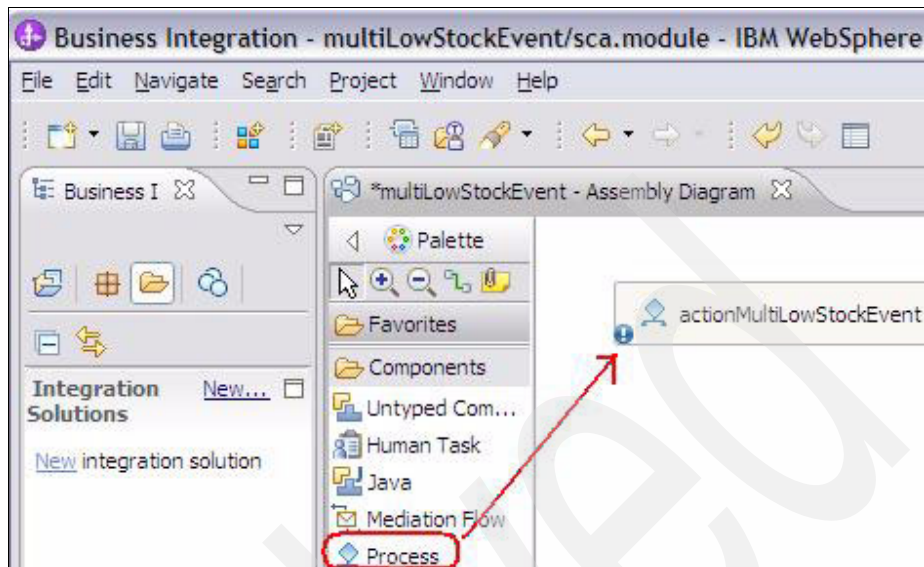 Business Integration - multiLowStockEvent/sca.module - IBM WebSphere
File Edit Navigate Search Project Window Help
Business I
*multiLowStockEvent - Assembly Diagram
Palette
Favorites
Components
Untyped Com...
Human Task
Java
Mediation Flow
Process
actionMultiLowStockEvent
Integration Solutions
New...
New integration solution